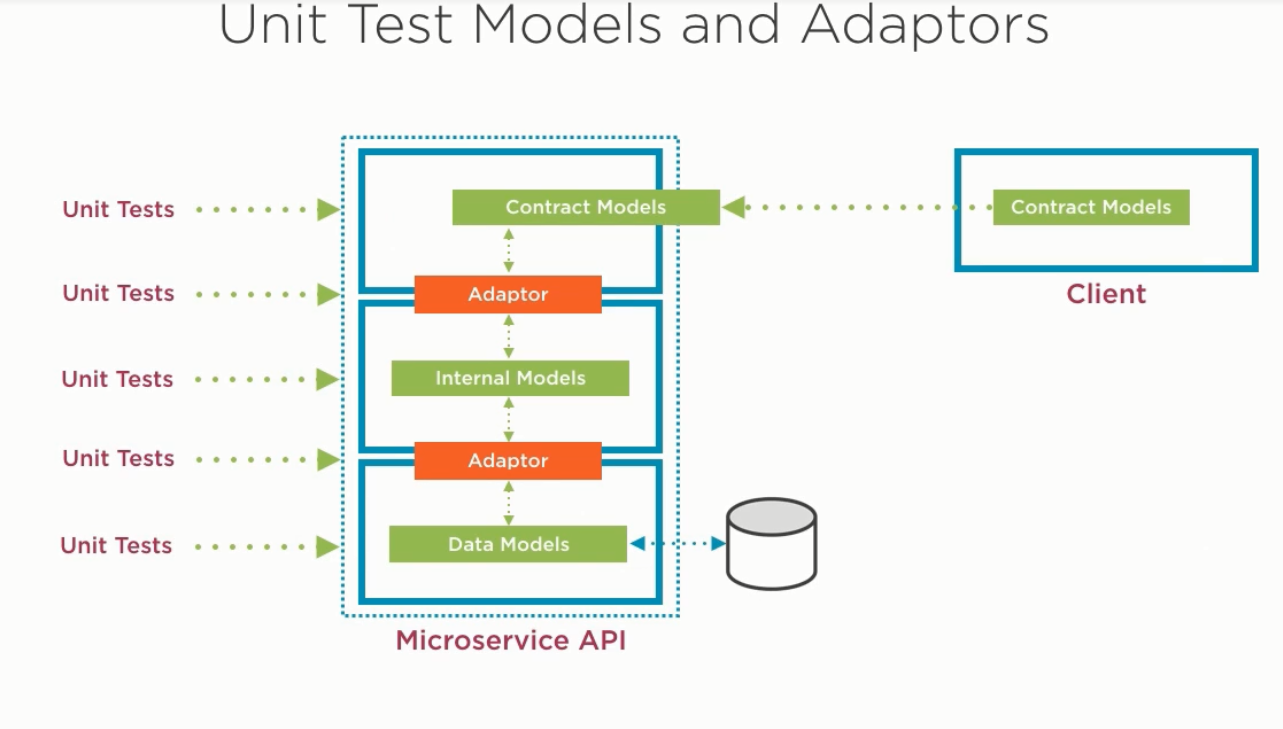 Unit Test Models and Adaptors
Unit Tests
Contract Models
Contract Models
Unit Tests
Adaptor
Client
Unit Tests
Internal Models
Unit Tests
Adaptor
Unit Tests
Data Models
Microservice API